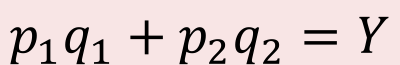 p₁q₁ + p₂q₂ = Y